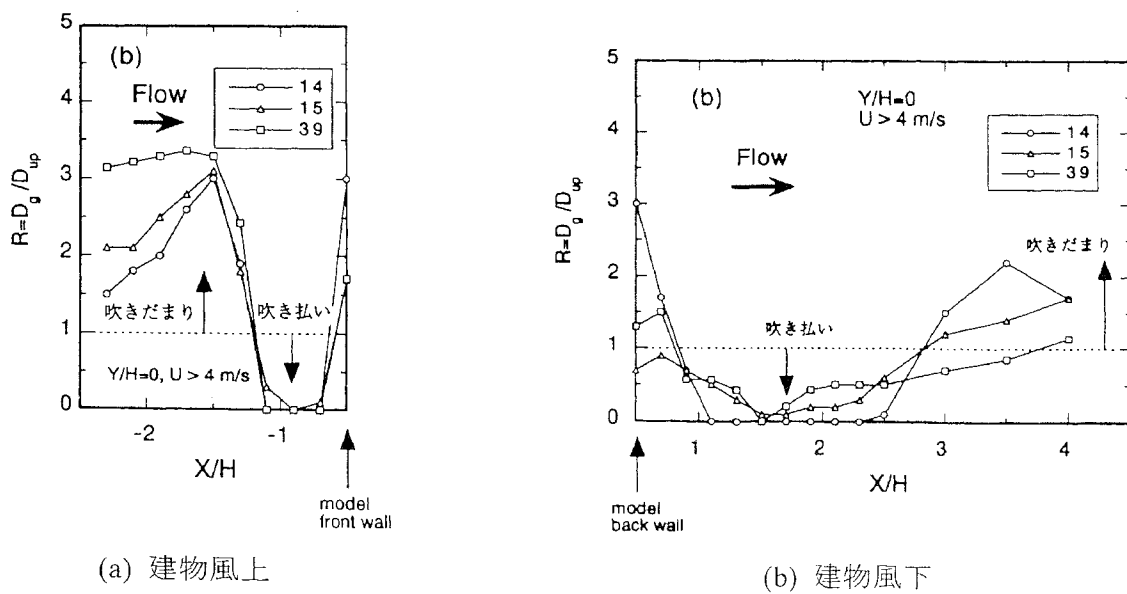 5
4
3
2
1
0
R=D_g /D_up
(b)
Flow
14
15
39
吹きだまり
吹き払い
Y/H=0, U > 4 m/s
-2
-1
X/H
model
front wall
(a) 建物風上
5
4
3
2
1
0
R=D_g /D_up
(b)
Y/H=0
U > 4 m/s
Flow
14
15
39
吹きだまり
吹き払い
1
2
3
4
X/H
model
back wall
(b) 建物風下